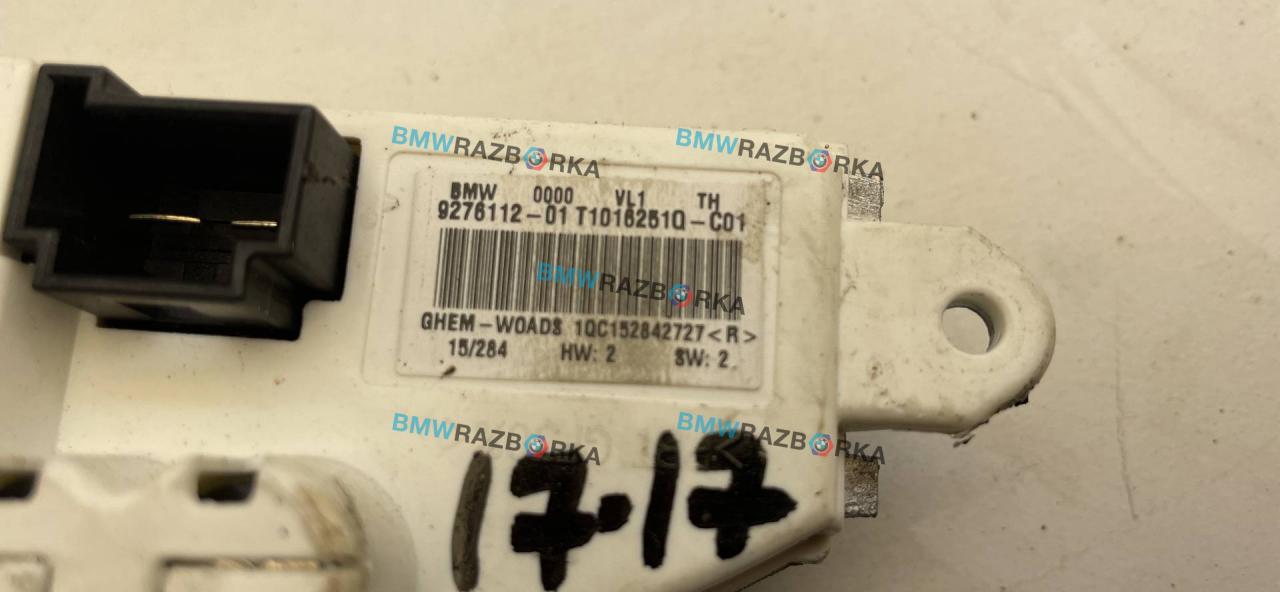 BMWRAZBORKA BMWRAZBORKA
BMW 0000 VL1 TH
9276112-01 T1016251Q-C01
BMWRAZBORKA
GHEM-WOADS 1QC152842727<R>
15/284 HW: 2 SW: 2
BMWRAZBORKA BMWRAZBORKA
17.17